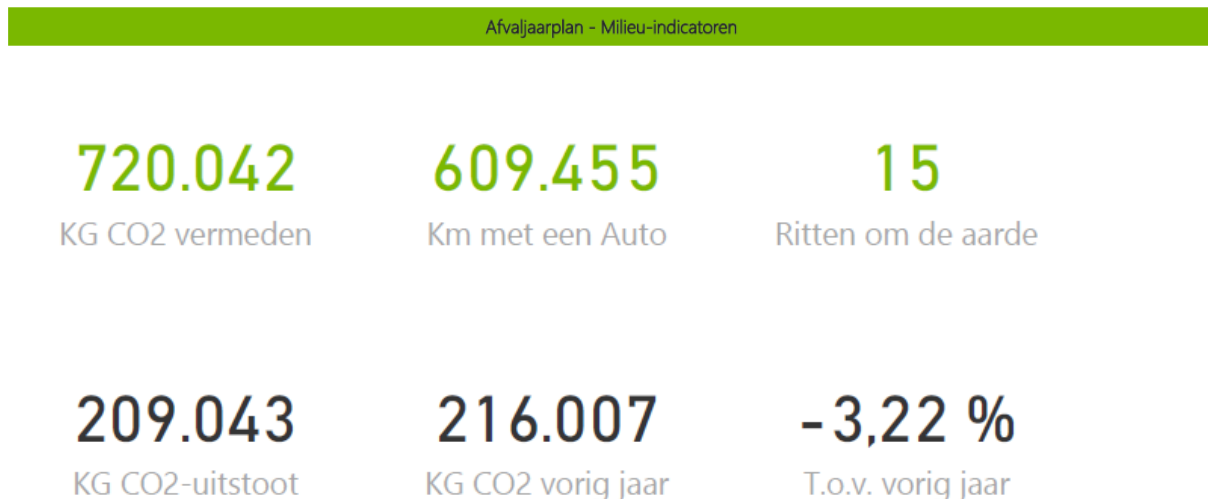 Afvaljaarplan - Milieu-indicatoren
720.042 609.455 15
KG CO2 vermeden Km met een Auto Ritten om de aarde
209.043 216.007 -3,22 %
KG CO2-uitstoot KG CO2 vorig jaar T.o.v. vorig jaar